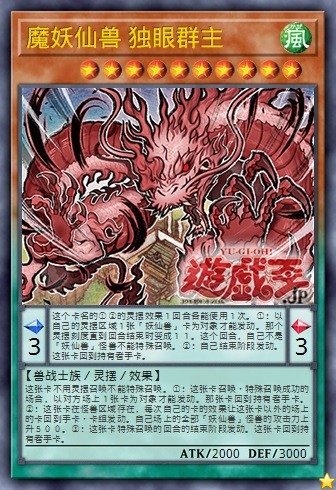 魔妖仙兽 独眼群主
風
YU-GI-OH!
遊戯王
.JP
这个卡名的①②的灵摆效果1回合各能使用1次。①：以
自己的灵摆区域1张「妖仙兽」卡为对象才能发动。那个
灵摆刻度直到回合结束时变成11。这个回合，自己不是
「妖仙兽」怪兽不能特殊召唤。②：自己结束阶段发动。
这张卡回到持有者手卡。
3
3
【兽战士族／灵摆／效果】
这张卡不用灵摆召唤不能特殊召唤。①：这张卡召唤·特殊召唤成功的
场合，以对方场上1张卡为对象才能发动。那张卡回到持有者手卡。
②：这张卡在怪兽区域存在，每次自己的卡的效果让这张卡以外的场上
的卡回到手卡·卡组发动。自己场上的全部「妖仙兽」怪兽的攻击力上
升500。③：这张卡特殊召唤的回合的结束阶段发动。这张卡回到持有
者手卡。
ATK/2000 DEF/3000